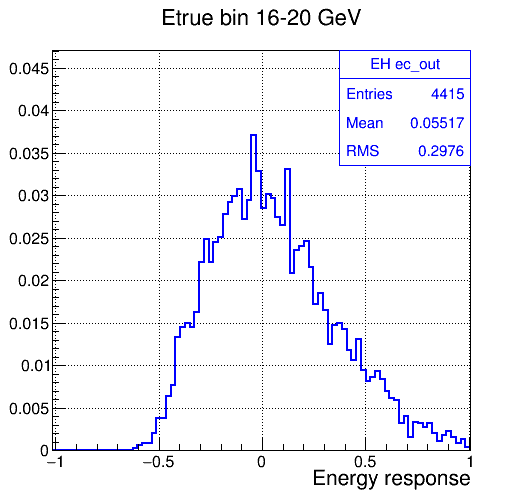 Etrue bin 16-20 GeV
EH ec_out
Entries 4415
Mean 0.05517
RMS 0.2976
0.045
0.04
0.035
0.03
0.025
0.02
0.015
0.01
0.005
0
−1 −0.5 0 0.5 1
Energy response